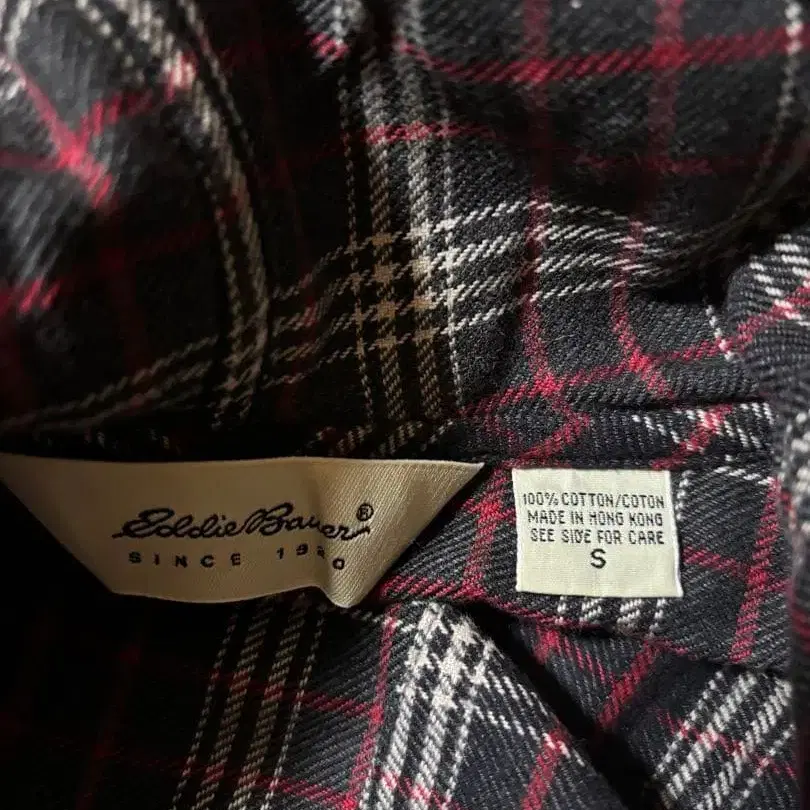 Eddie Bauer®
SINCE 1920
100% COTTON/COTON
MADE IN HONG KONG
SEE SIDE FOR CARE
S